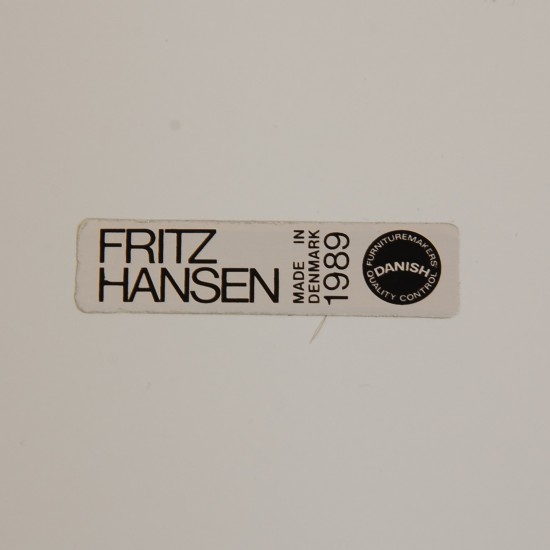 FRITZ
HANSEN
MADE IN
DENMARK
1989
FURNITUREMAKERS'
DANISH
QUALITY CONTROL